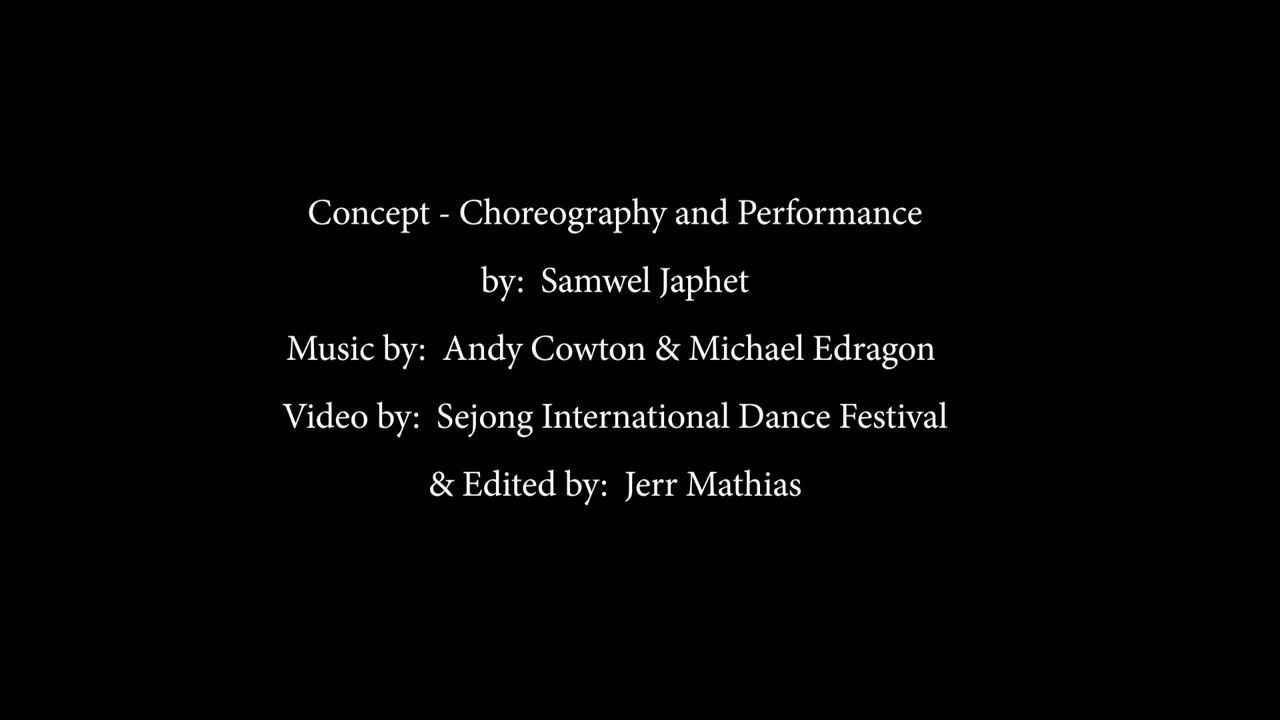 Concept - Choreography and Performance
by: Samwel Japhet
Music by: Andy Cowton & Michael Edragon
Video by: Sejong International Dance Festival
& Edited by: Jerr Mathias